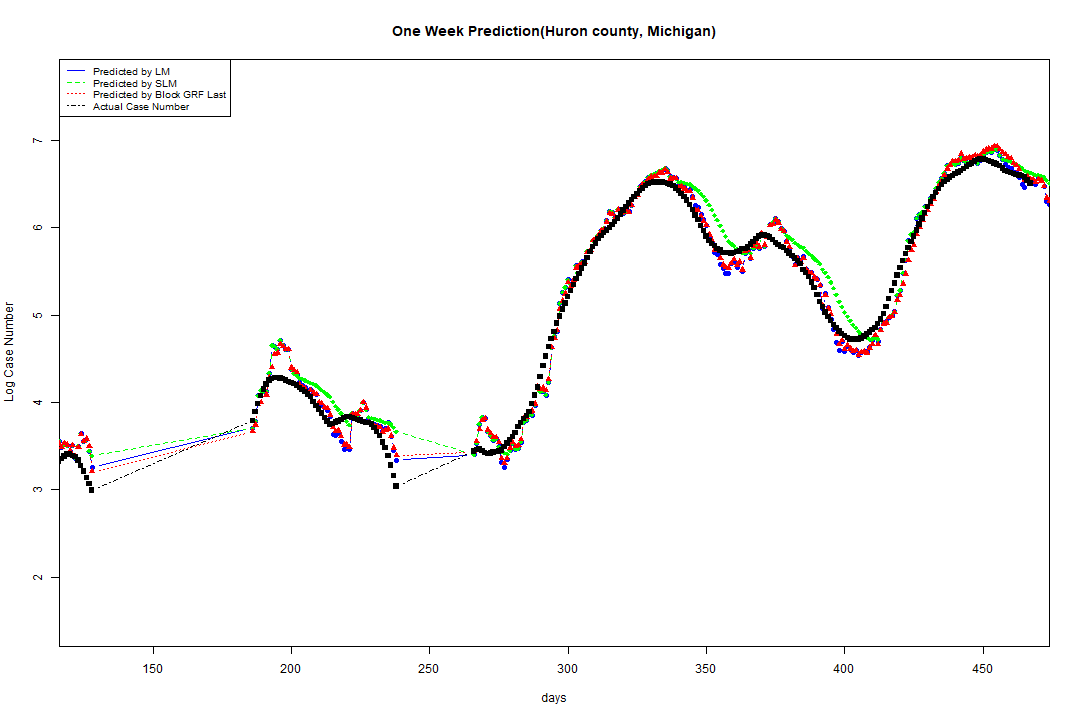 One Week Prediction(Huron county, Michigan)
Predicted by LM
Predicted by SLM
Predicted by Block GRF Last
Actual Case Number
Log Case Number
7
6
5
4
3
2
150 200 250 300 350 400 450
days